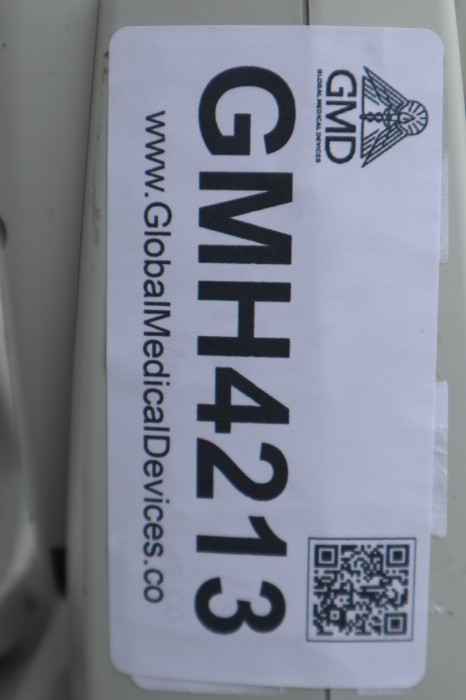 GMD
GLOBAL MEDICAL DEVICES
GMH4213
www.GlobalMedicalDevices.co